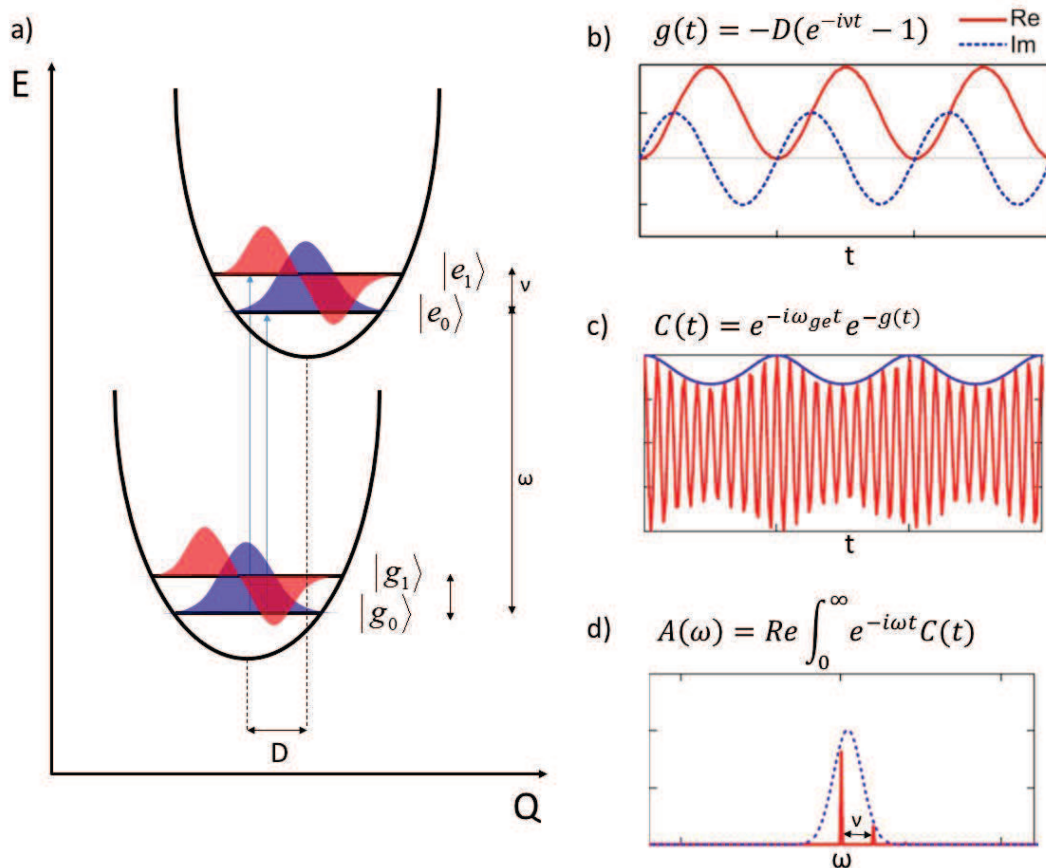 a)
E
|e₁⟩
ν
|e₀⟩
ω
|g₁⟩
|g₀⟩
D
Q
b) g(t) = −D(e^{−iνt} − 1)
Re
Im
t
c) C(t) = e^{−iω_{ge}t}e^{−g(t)}
t
d) A(ω) = Re ∫₀^∞ e^{−iωt}C(t)
ν
ω